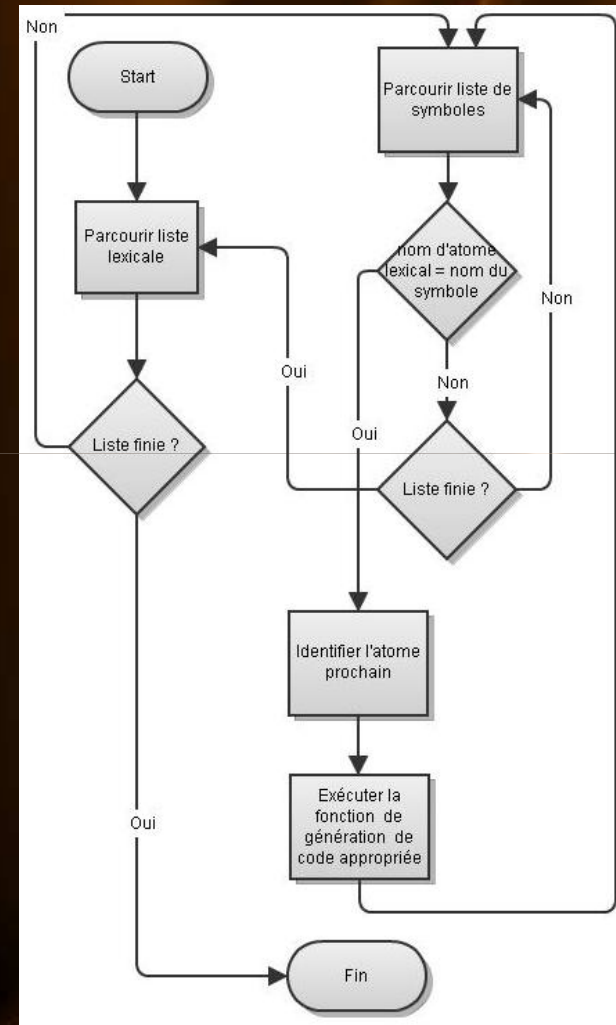 Non
Start
Parcourir liste de
symboles
Parcourir liste
lexicale
nom d'atome
lexical = nom du
symbole
Non
Oui
Non
Oui
Liste finie ?
Liste finie ?
Identifier l'atome
prochain
Exécuter la
fonction de
génération de
code appropriée
Oui
Fin